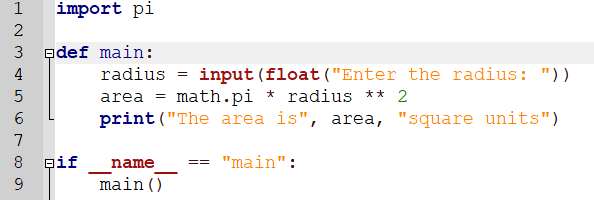 1 import pi
2
3 def main:
4     radius = input(float("Enter the radius: "))
5     area = math.pi * radius ** 2
6     print("The area is", area, "square units")
7
8 if __name__ == "main":
9     main()